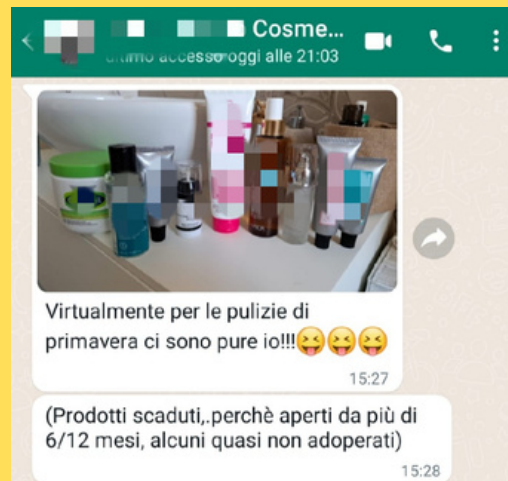 Cosme...
ultimo accesso oggi alle 21:03
Virtualmente per le pulizie di
primavera ci sono pure io!!!😝😝😝
15:27
(Prodotti scaduti,.perchè aperti da più di
6/12 mesi, alcuni quasi non adoperati)
15:28